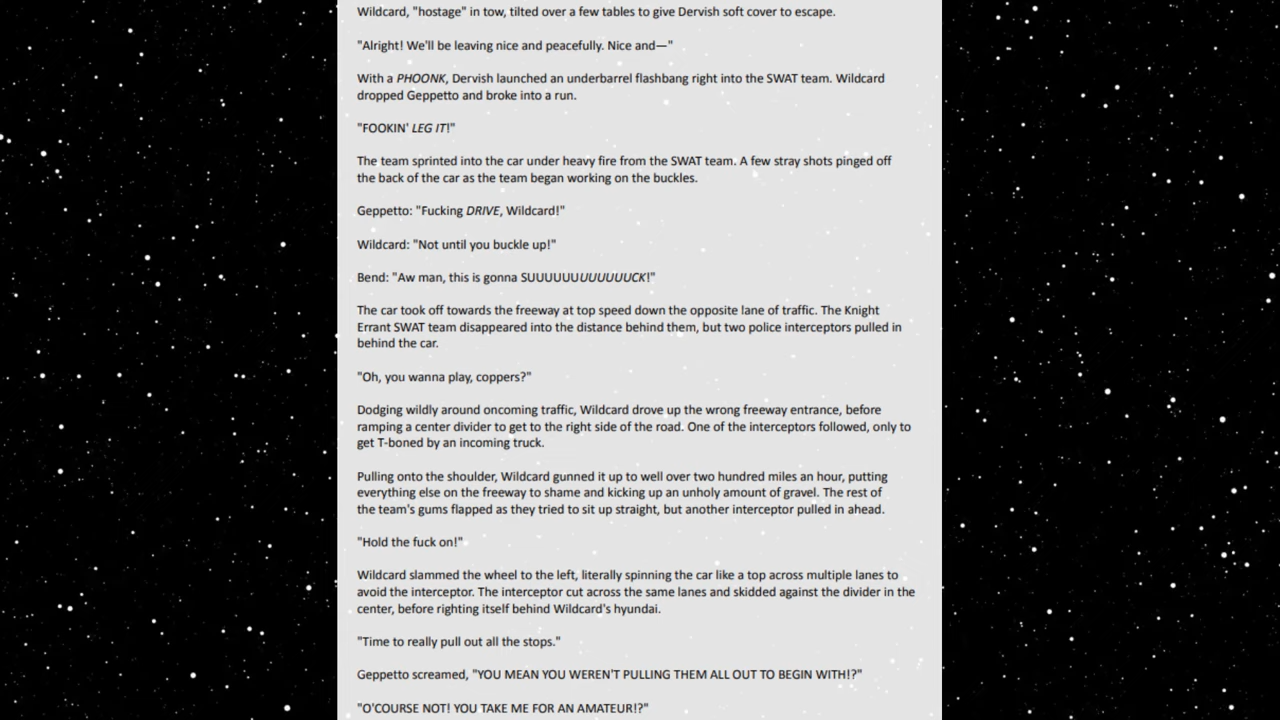 Wildcard, "hostage" in tow, tilted over a few tables to give Dervish soft cover to escape.
"Alright! We'll be leaving nice and peacefully. Nice and—"
With a PHOONK, Dervish launched an underbarrel flashbang right into the SWAT team. Wildcard
dropped Geppetto and broke into a run.
"FOOKIN' LEG IT!"
The team sprinted into the car under heavy fire from the SWAT team. A few stray shots pinged off
the back of the car as the team began working on the buckles.
Geppetto: "Fucking DRIVE, Wildcard!"
Wildcard: "Not until you buckle up!"
Bend: "Aw man, this is gonna SUUUUUUUUUUUUCK!"
The car took off towards the freeway at top speed down the opposite lane of traffic. The Knight
Errant SWAT team disappeared into the distance behind them, but two police interceptors pulled in
behind the car.
"Oh, you wanna play, coppers?"
Dodging wildly around oncoming traffic, Wildcard drove up the wrong freeway entrance, before
ramping a center divider to get to the right side of the road. One of the interceptors followed, only to
get T-boned by an incoming truck.
Pulling onto the shoulder, Wildcard gunned it up to well over two hundred miles an hour, putting
everything else on the freeway to shame and kicking up an unholy amount of gravel. The rest of
the team's gums flapped as they tried to sit up straight, but another interceptor pulled in ahead.
"Hold the fuck on!"
Wildcard slammed the wheel to the left, literally spinning the car like a top across multiple lanes to
avoid the interceptor. The interceptor cut across the same lanes and skidded against the divider in the
center, before righting itself behind Wildcard's hyundai.
"Time to really pull out all the stops."
Geppetto screamed, "YOU MEAN YOU WEREN'T PULLING THEM ALL OUT TO BEGIN WITH!?"
"O'COURSE NOT! YOU TAKE ME FOR AN AMATEUR!?"